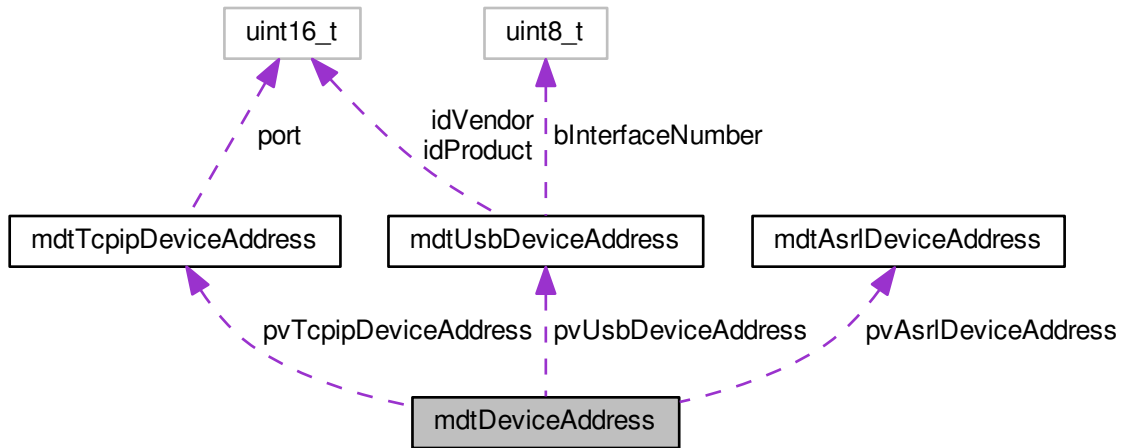 uint16_t
uint8_t
port
idVendor
idProduct
bInterfaceNumber
mdtTcpipDeviceAddress
mdtUsbDeviceAddress
mdtAsrlDeviceAddress
pvTcpipDeviceAddress
pvUsbDeviceAddress
pvAsrlDeviceAddress
mdtDeviceAddress